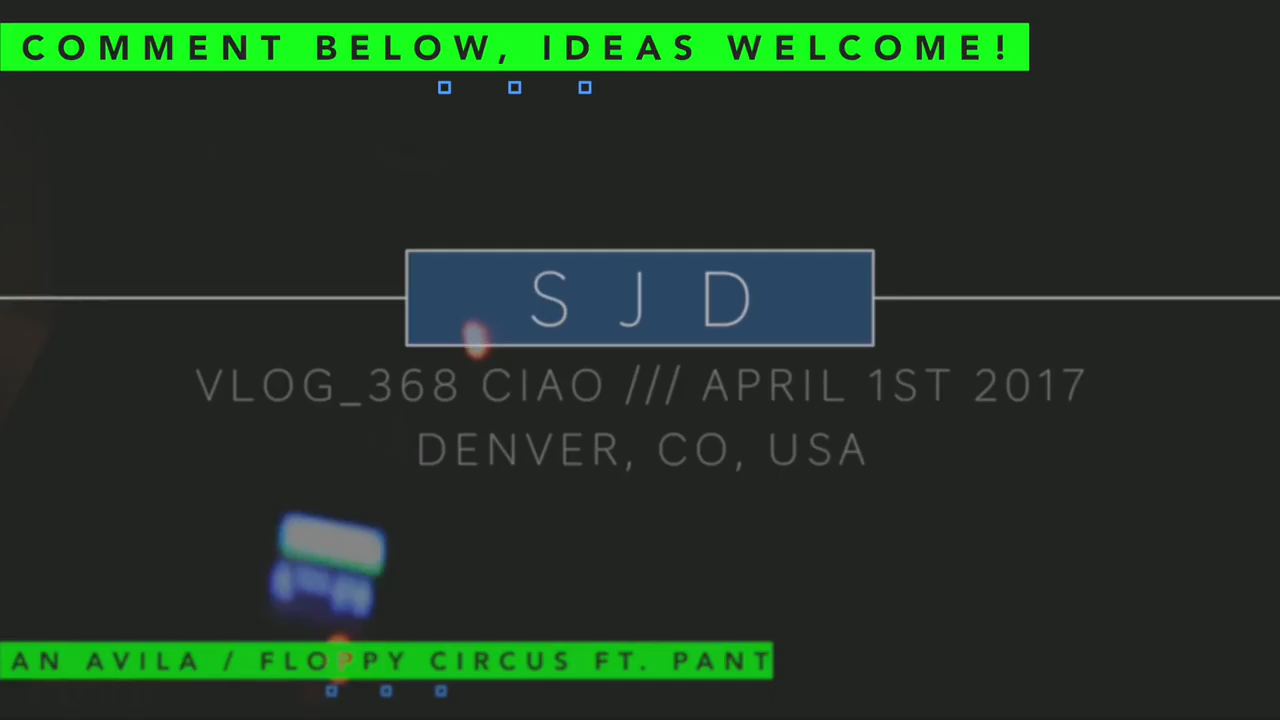 COMMENT BELOW, IDEAS WELCOME!
SJD
VLOG_368 CIAO /// APRIL 1ST 2017
DENVER, CO, USA
AN AVILA / FLOPPY CIRCUS FT. PANT